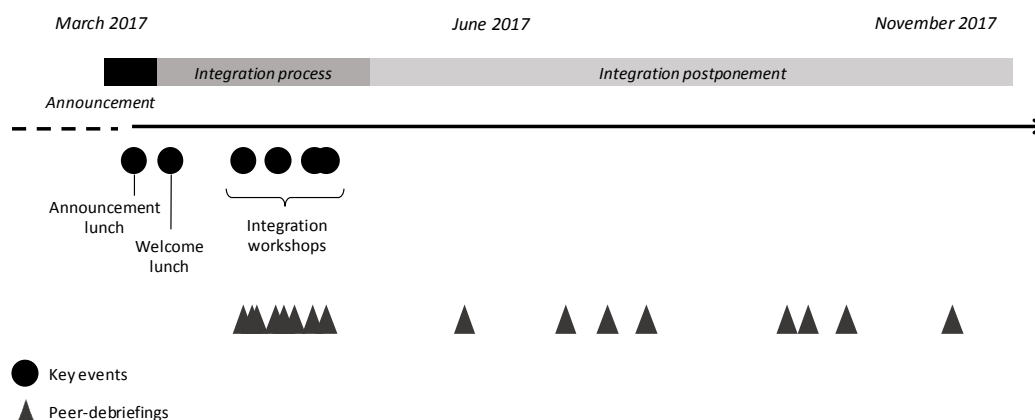 March 2017
June 2017
November 2017
Integration process
Integration postponement
Announcement
Announcement
lunch
Welcome
lunch
Integration
workshops
Key events
Peer-debriefings